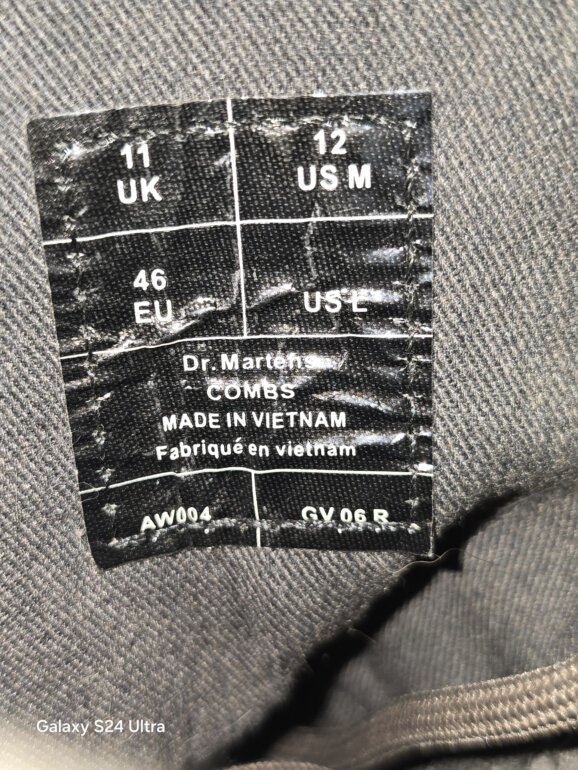 11
UK
12
US M
46
EU
US L
Dr. Martens
COMBS
MADE IN VIETNAM
Fabriqué en vietnam
AW004
GV 06 R
Galaxy S24 Ultra